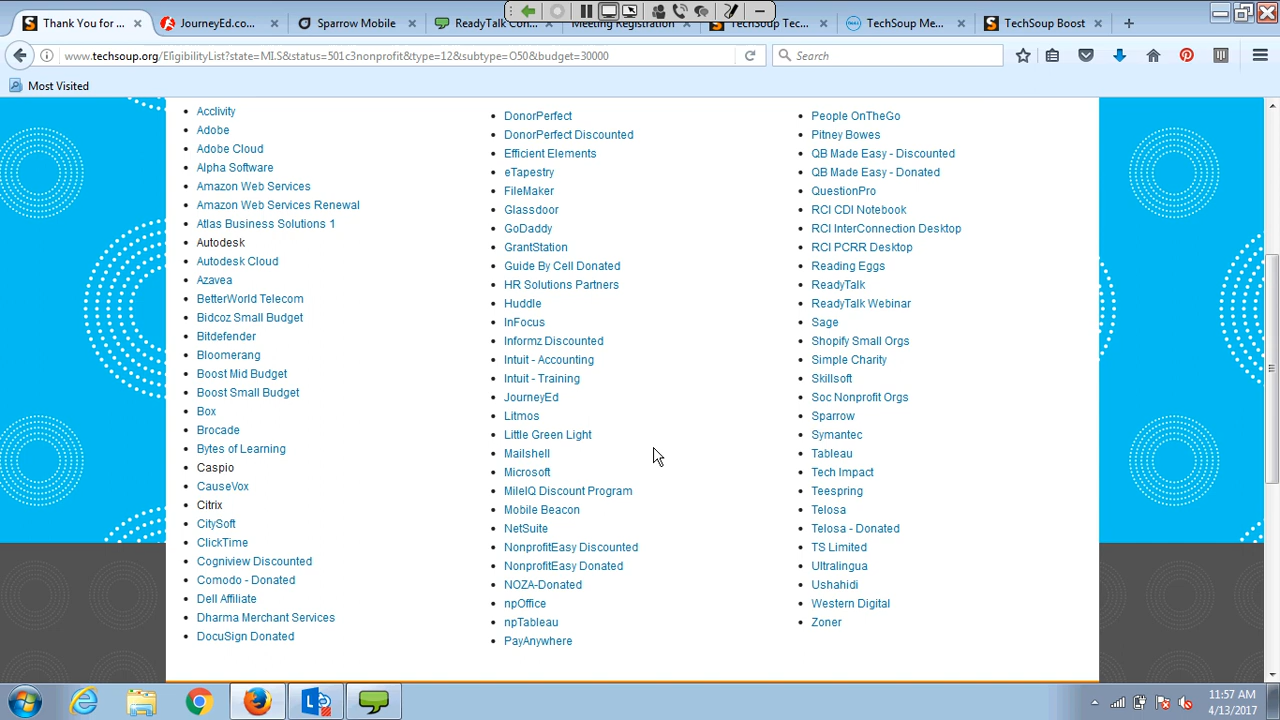 Thank You for ...
JourneyEd.co...
Sparrow Mobile
ReadyTalk Con...
Meeting Registration
TechSoup Tec...
TechSoup Me...
TechSoup Boost
www.techsoup.org/EligibilityList?state=MLS&status=501c3nonprofit&type=12&subtype=O50&budget=30000
Search
Most Visited
Acclivity
Adobe
Adobe Cloud
Alpha Software
Amazon Web Services
Amazon Web Services Renewal
Atlas Business Solutions 1
Autodesk
Autodesk Cloud
Azavea
BetterWorld Telecom
Bidcoz Small Budget
Bitdefender
Bloomerang
Boost Mid Budget
Boost Small Budget
Box
Brocade
Bytes of Learning
Caspio
CauseVox
Citrix
CitySoft
ClickTime
Cogniview Discounted
Comodo - Donated
Dell Affiliate
Dharma Merchant Services
DocuSign Donated
DonorPerfect
DonorPerfect Discounted
Efficient Elements
eTapestry
FileMaker
Glassdoor
GoDaddy
GrantStation
Guide By Cell Donated
HR Solutions Partners
Huddle
InFocus
Informz Discounted
Intuit - Accounting
Intuit - Training
JourneyEd
Litmos
Little Green Light
Mailshell
Microsoft
MileIQ Discount Program
Mobile Beacon
NetSuite
NonprofitEasy Discounted
NonprofitEasy Donated
NOZA-Donated
npOffice
npTableau
PayAnywhere
People OnTheGo
Pitney Bowes
QB Made Easy - Discounted
QB Made Easy - Donated
QuestionPro
RCI CDI Notebook
RCI InterConnection Desktop
RCI PCRR Desktop
Reading Eggs
ReadyTalk
ReadyTalk Webinar
Sage
Shopify Small Orgs
Simple Charity
Skillsoft
Soc Nonprofit Orgs
Sparrow
Symantec
Tableau
Tech Impact
Teespring
Telosa
Telosa - Donated
TS Limited
Ultralingua
Ushahidi
Western Digital
Zoner
11:57 AM
4/13/2017